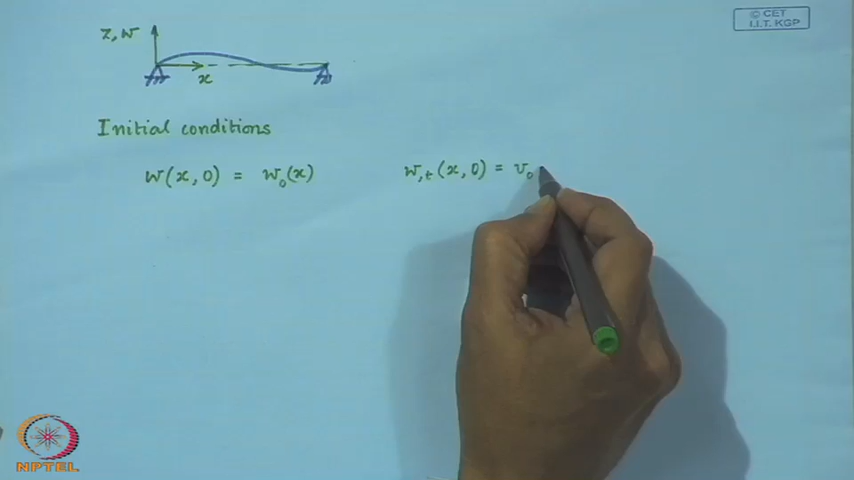 © CET
I.I.T. KGP
z, w
x
Initial conditions
w(x, 0) = w₀(x) w,ₜ(x, 0) = v₀
NPTEL